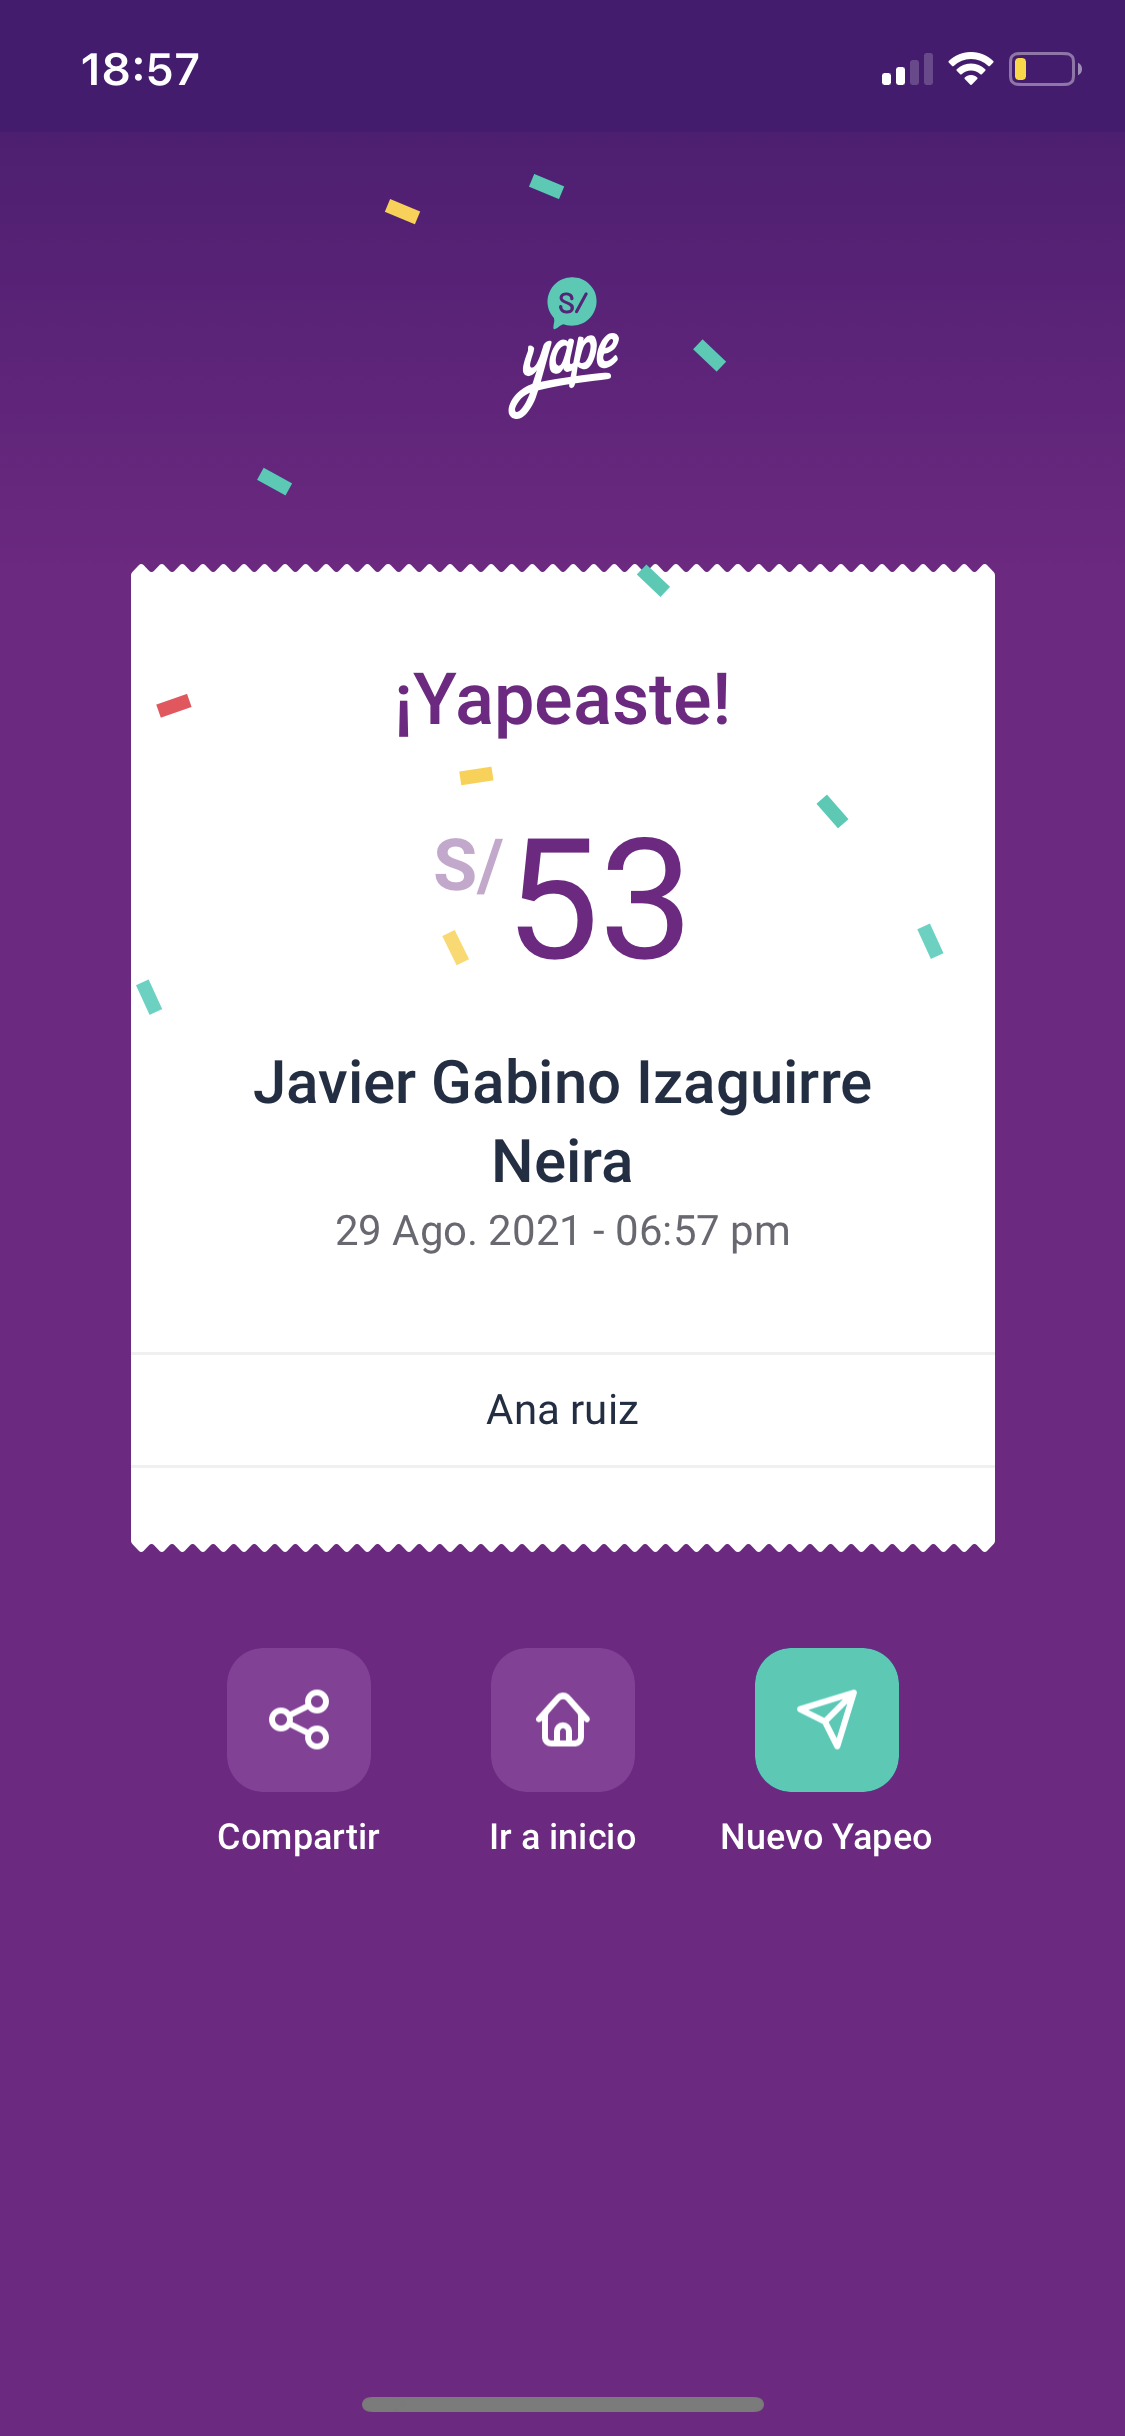 18:57
S/
yape
¡Yapeaste!
S/53
Javier Gabino Izaguirre
Neira
29 Ago. 2021 - 06:57 pm
Ana ruiz
Compartir
Ir a inicio
Nuevo Yapeo